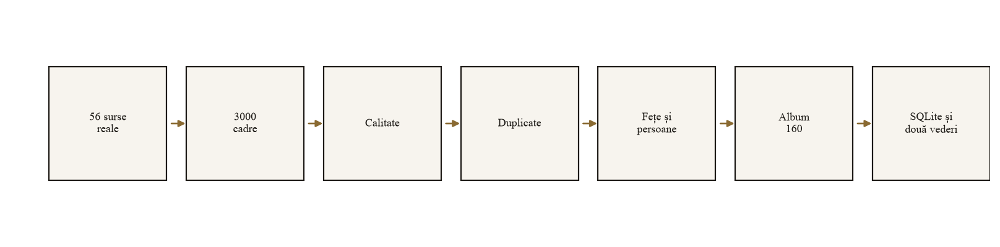 56 surse
reale
3000
cadre
Calitate
Duplicate
Fețe și
persoane
Album
160
SQLite și
două vederi